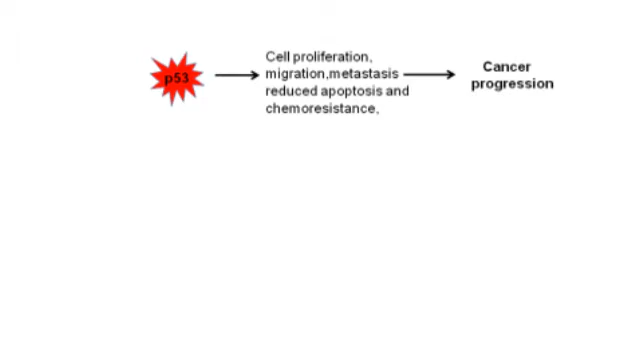 p53
Cell proliferation,
migration,metastasis
reduced apoptosis and
chemoresistance,
Cancer
progression